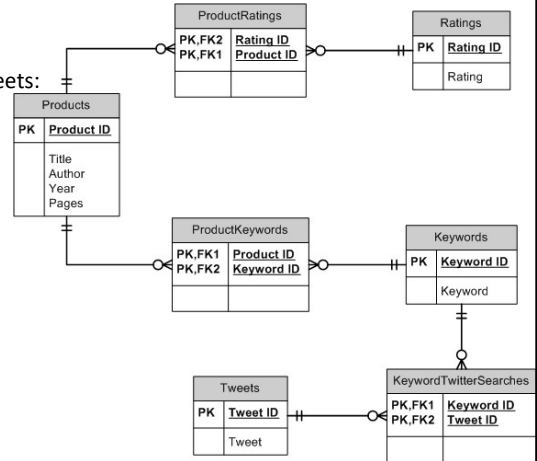 ProductRatings
PK,FK2 Rating ID
PK,FK1 Product ID
Ratings
PK Rating ID
Rating
eets:
Products
PK Product ID
Title
Author
Year
Pages
ProductKeywords
PK,FK1 Product ID
PK,FK2 Keyword ID
Keywords
PK Keyword ID
Keyword
Tweets
PK Tweet ID
Tweet
KeywordTwitterSearches
PK,FK1 Keyword ID
PK,FK2 Tweet ID